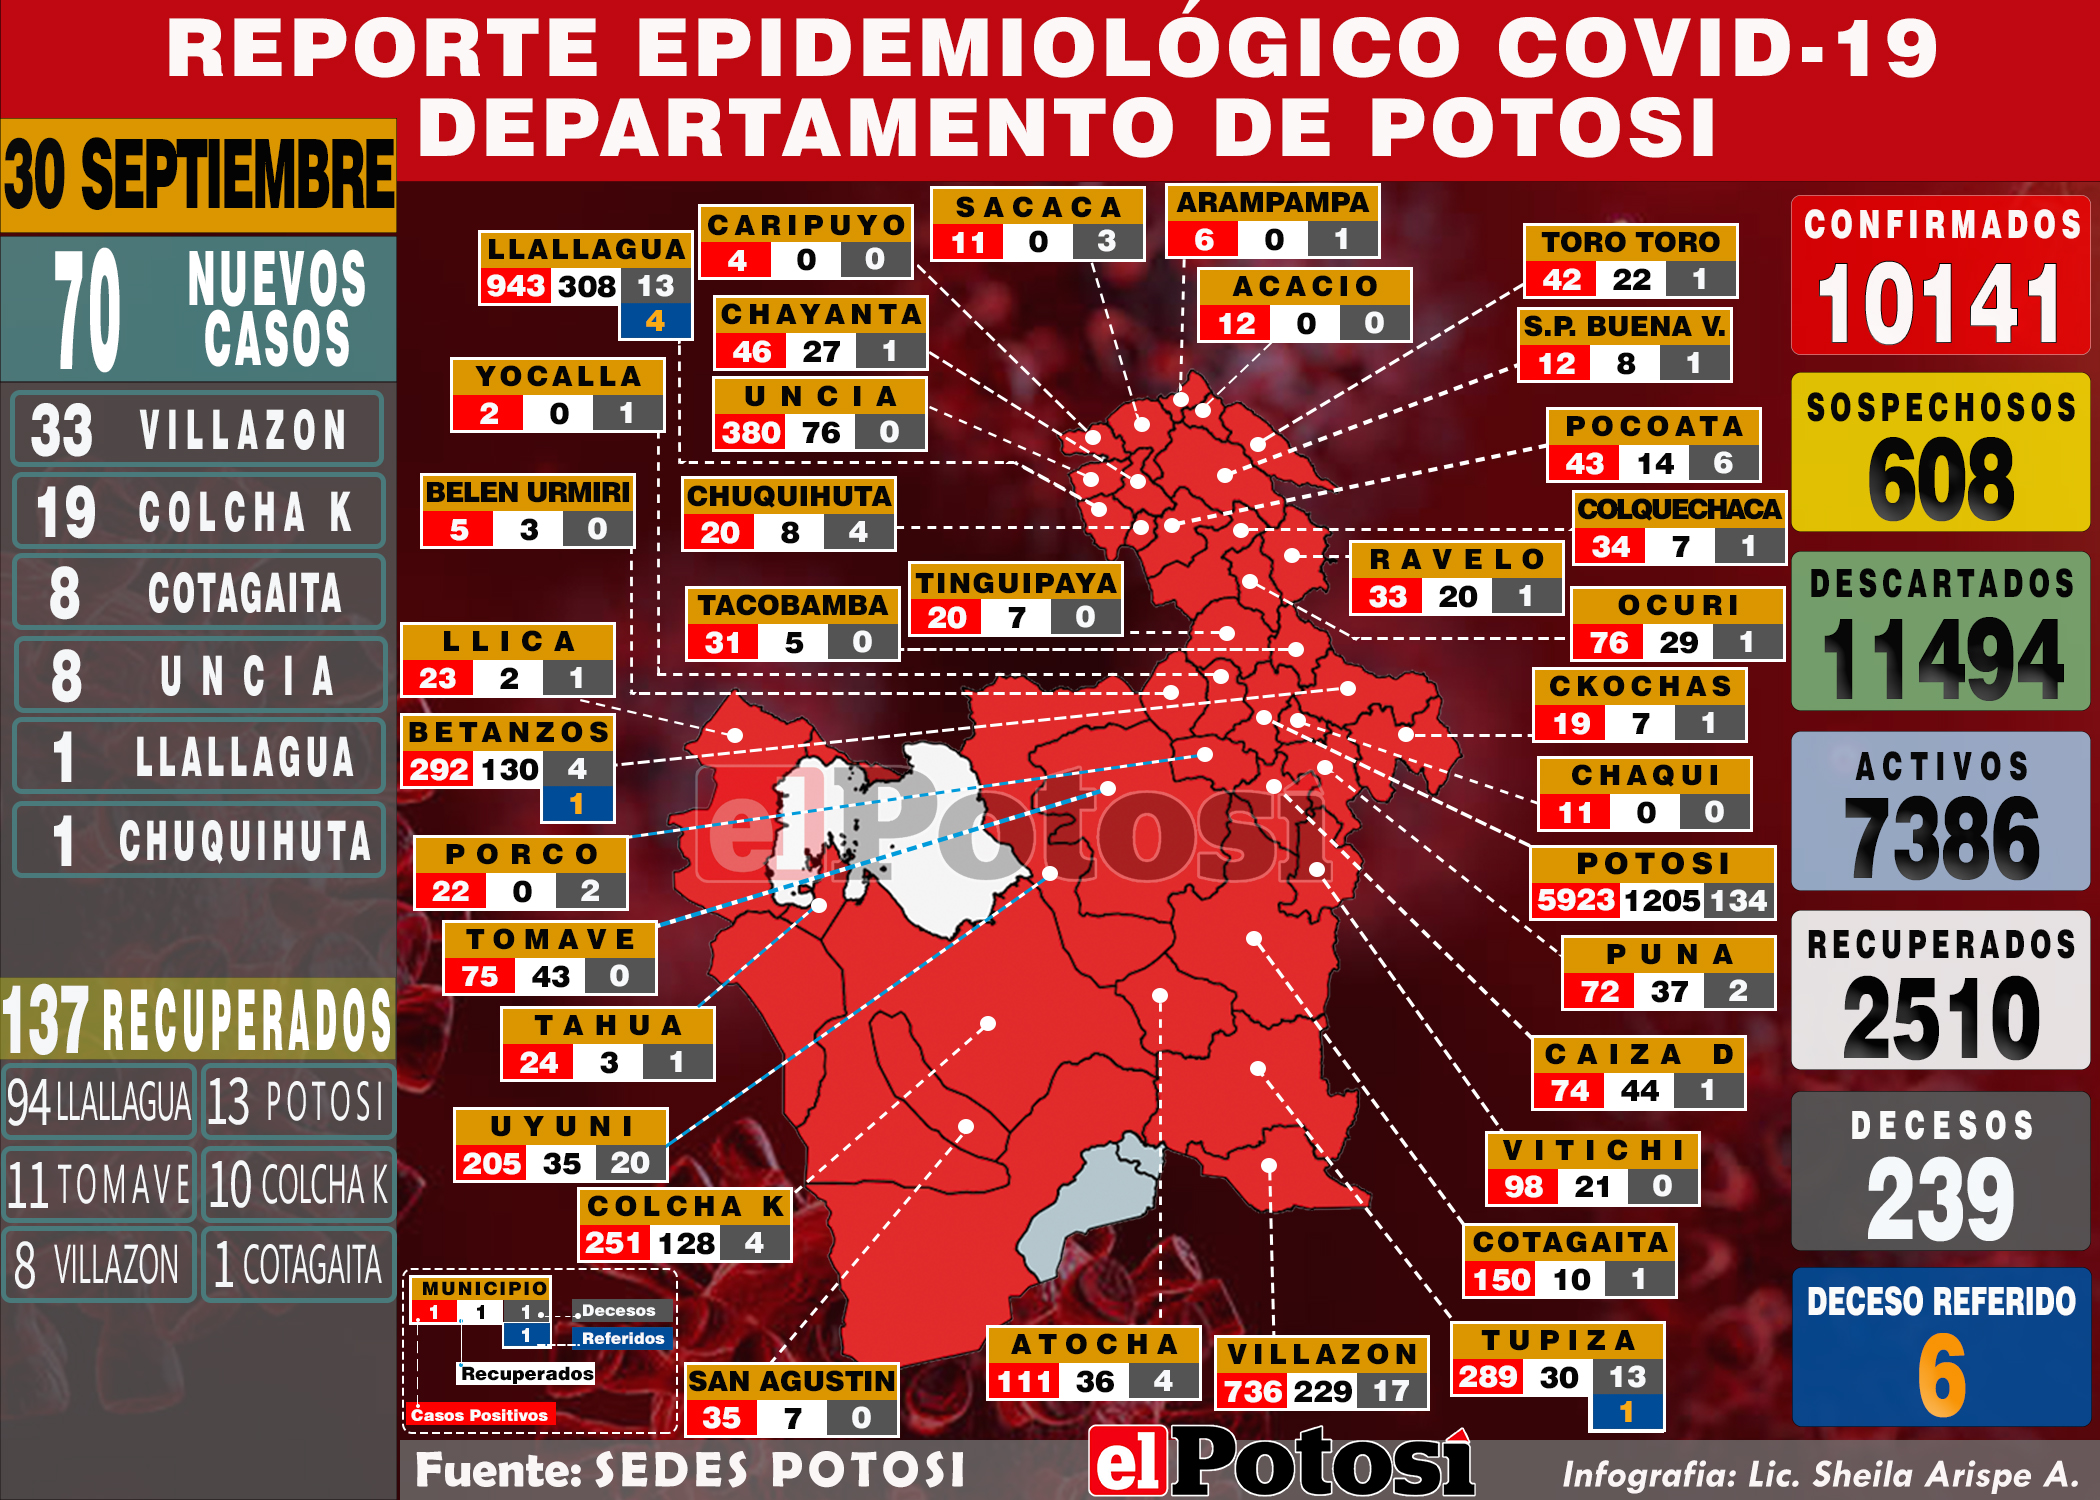 REPORTE EPIDEMIOLÓGICO COVID-19
DEPARTAMENTO DE POTOSI
30 SEPTIEMBRE
70 NUEVOS
CASOS
33 VILLAZON
19 COLCHA K
8 COTAGAITA
8 UNCIA
1 LLALLAGUA
1 CHUQUIHUTA
137 RECUPERADOS
94 LLALLAGUA
13 POTOSI
11 TOMAVE
10 COLCHA K
8 VILLAZON
1 COTAGAITA
LLALLAGUA
943 308 13
4
CARIPUYO
4 0 0
SACACA
11 0 3
ARAMPAMPA
6 0 1
ACACIO
12 0 0
TORO TORO
42 22 1
S.P. BUENA V.
12 8 1
CHAYANTA
46 27 1
UNCIA
380 76 0
YOCALLA
2 0 1
POCOATA
43 14 6
BELEN URMIRI
5 3 0
CHUQUIHUTA
20 8 4
COLQUECHACA
34 7 1
RAVELO
33 20 1
TINGUIPAYA
20 7 0
TACOBAMBA
31 5 0
OCURI
76 29 1
LLICA
23 2 1
CKOCHAS
19 7 1
BETANZOS
292 130 4
1
CHAQUI
11 0 0
PORCO
22 0 2
POTOSI
5923 1205 134
TOMAVE
75 43 0
PUNA
72 37 2
TAHUA
24 3 1
CAIZA D
74 44 1
UYUNI
205 35 20
VITICHI
98 21 0
COLCHA K
251 128 4
COTAGAITA
150 10 1
SAN AGUSTIN
35 7 0
ATOCHA
111 36 4
VILLAZON
736 229 17
TUPIZA
289 30 13
1
el Potosí
MUNICIPIO
1 1 1 Decesos
1 Referidos
Recuperados
Casos Positivos
CONFIRMADOS
10141
SOSPECHOSOS
608
DESCARTADOS
11494
ACTIVOS
7386
RECUPERADOS
2510
DECESOS
239
DECESO REFERIDO
6
Fuente: SEDES POTOSI
el Potosí
Infografia: Lic. Sheila Arispe A.